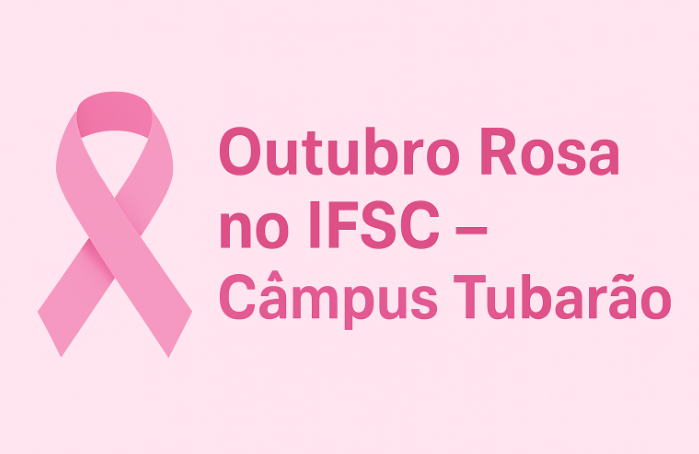 Outubro Rosa
no IFSC –
Câmpus Tubarão